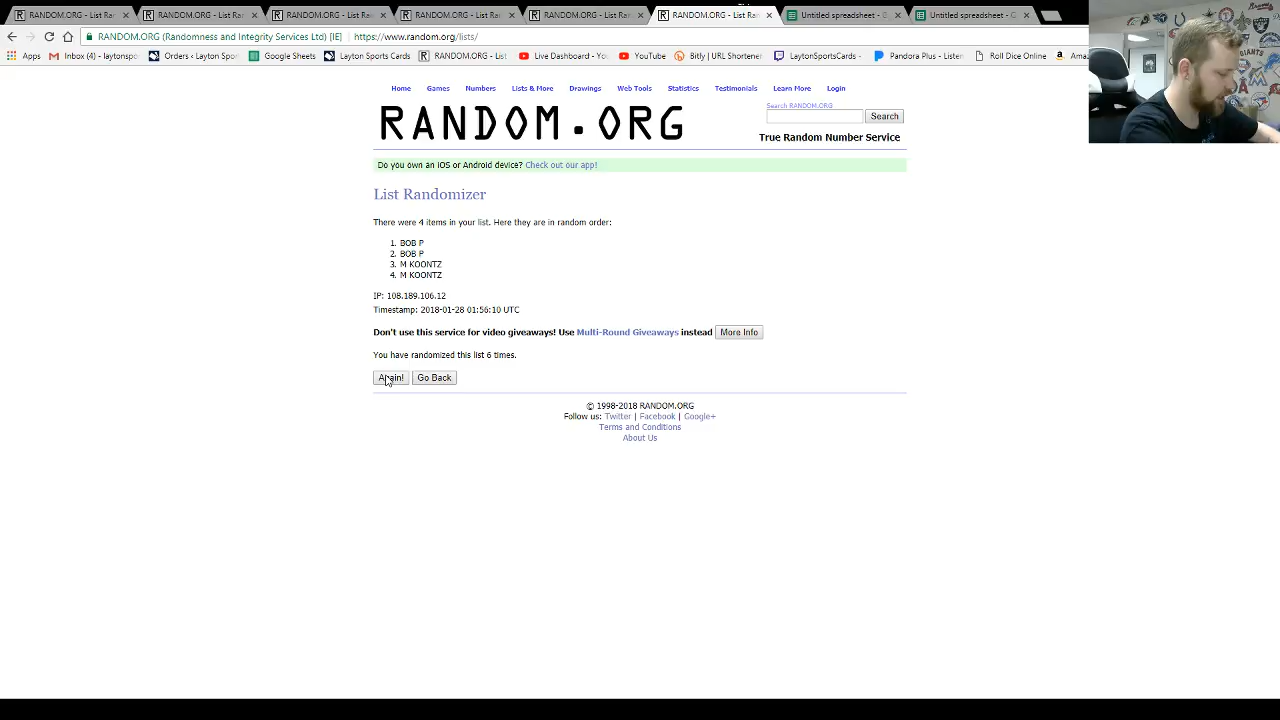 RANDOM.ORG - List R RANDOM.ORG - List Ra RANDOM.ORG - List Ra RANDOM.ORG - List Ra RANDOM.ORG - List Ra RANDOM.ORG - List Ra Untitled spreadsheet - Untitled spreadsheet - G
RANDOM.ORG (Randomness and Integrity Services Ltd) [IE] https://www.random.org/lists/
Apps Inbox (4) - laytonspo Orders ‹ Layton Spo Google Sheets Layton Sports Cards RANDOM.ORG - List Live Dashboard - Yo YouTube Bitly | URL Shortener LaytonSportsCards - Pandora Plus - Listen Roll Dice Online Amaz
Home Games Numbers Lists & More Drawings Web Tools Statistics Testimonials Learn More Login
RANDOM.ORG
Search RANDOM.ORG
Search
True Random Number Service
Do you own an iOS or Android device? Check out our app!
List Randomizer
There were 4 items in your list. Here they are in random order:
1. BOB P
2. BOB P
3. M KOONTZ
4. M KOONTZ
IP: 108.189.106.12
Timestamp: 2018-01-28 01:56:10 UTC
Don't use this service for video giveaways! Use Multi-Round Giveaways instead More Info
You have randomized this list 6 times.
Again! Go Back
© 1998-2018 RANDOM.ORG
Follow us: Twitter | Facebook | Google+
Terms and Conditions
About Us
GIANTS